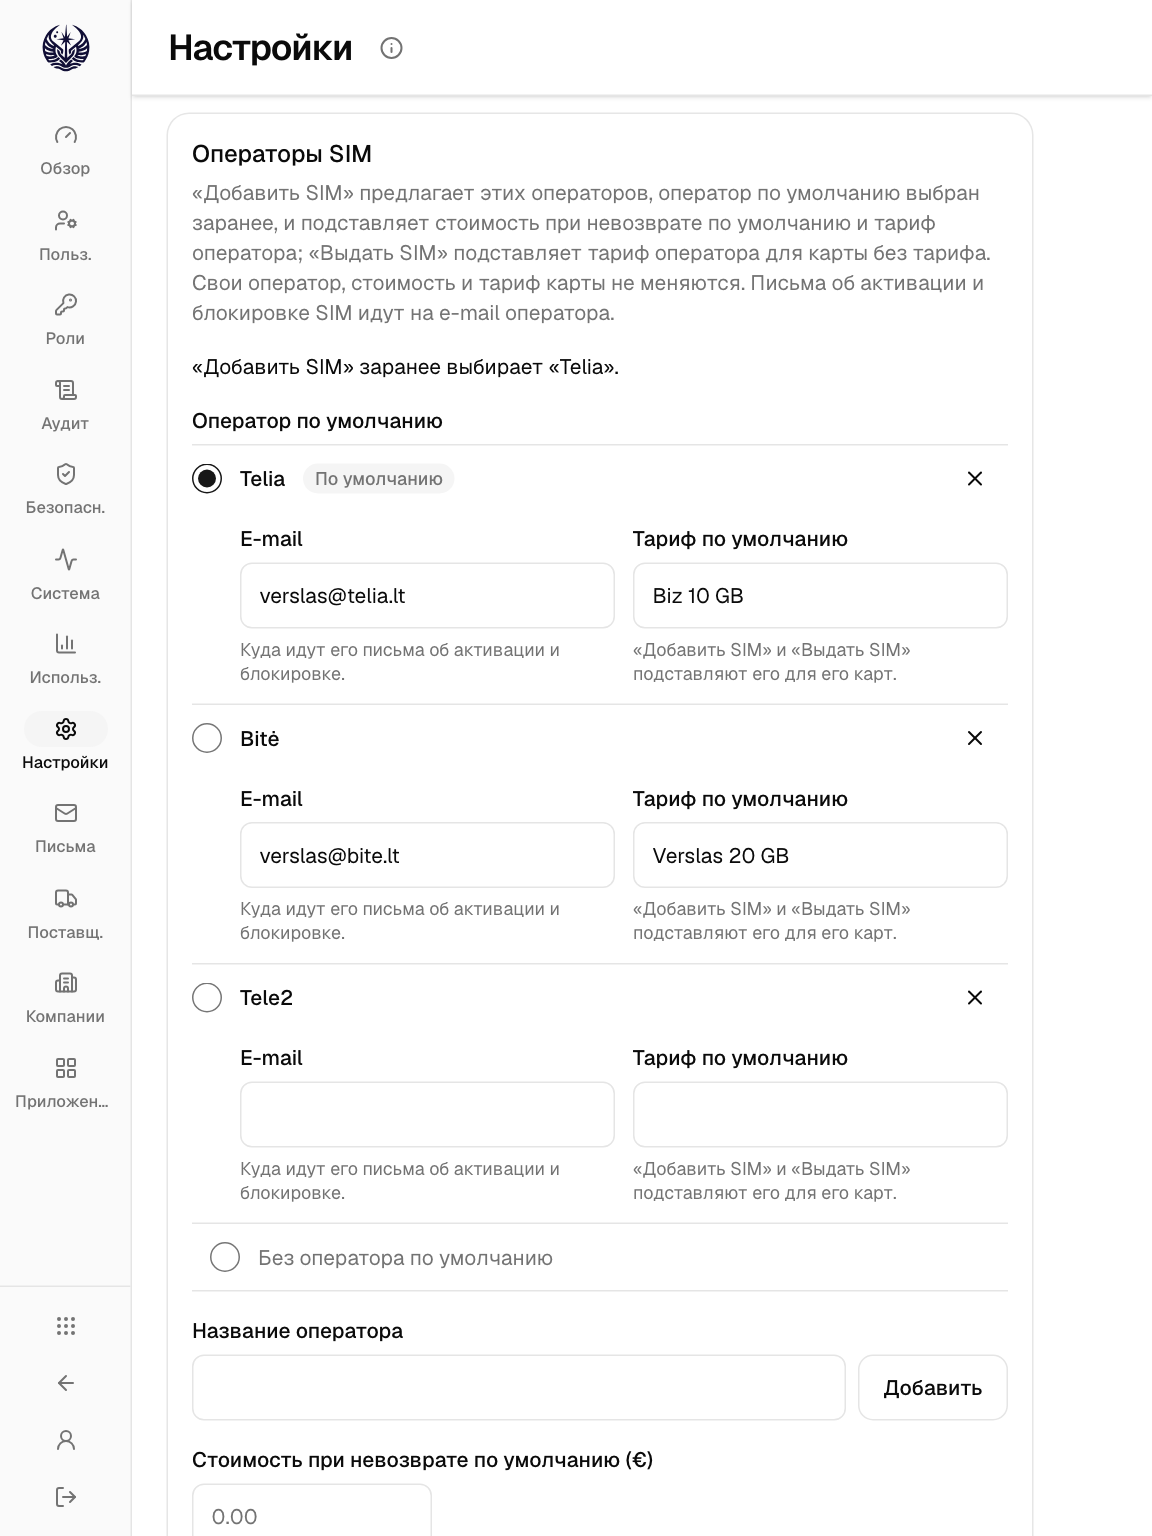 Настройки
Обзор
Польз.
Роли
Аудит
Безопасн.
Система
Использ.
Настройки
Письма
Поставщ.
Компании
Приложен...
Операторы SIM
«Добавить SIM» предлагает этих операторов, оператор по умолчанию выбран
заранее, и подставляет стоимость при невозврате по умолчанию и тариф
оператора; «Выдать SIM» подставляет тариф оператора для карты без тарифа.
Свои оператор, стоимость и тариф карты не меняются. Письма об активации и
блокировке SIM идут на e-mail оператора.
«Добавить SIM» заранее выбирает «Telia».
Оператор по умолчанию
Telia По умолчанию
E-mail Тариф по умолчанию
verslas@telia.lt Biz 10 GB
Куда идут его письма об активации и
блокировке.
«Добавить SIM» и «Выдать SIM»
подставляют его для его карт.
Bitė
E-mail Тариф по умолчанию
verslas@bite.lt Verslas 20 GB
Куда идут его письма об активации и
блокировке.
«Добавить SIM» и «Выдать SIM»
подставляют его для его карт.
Tele2
E-mail Тариф по умолчанию
Куда идут его письма об активации и
блокировке.
«Добавить SIM» и «Выдать SIM»
подставляют его для его карт.
Без оператора по умолчанию
Название оператора
Добавить
Стоимость при невозврате по умолчанию (€)
0.00